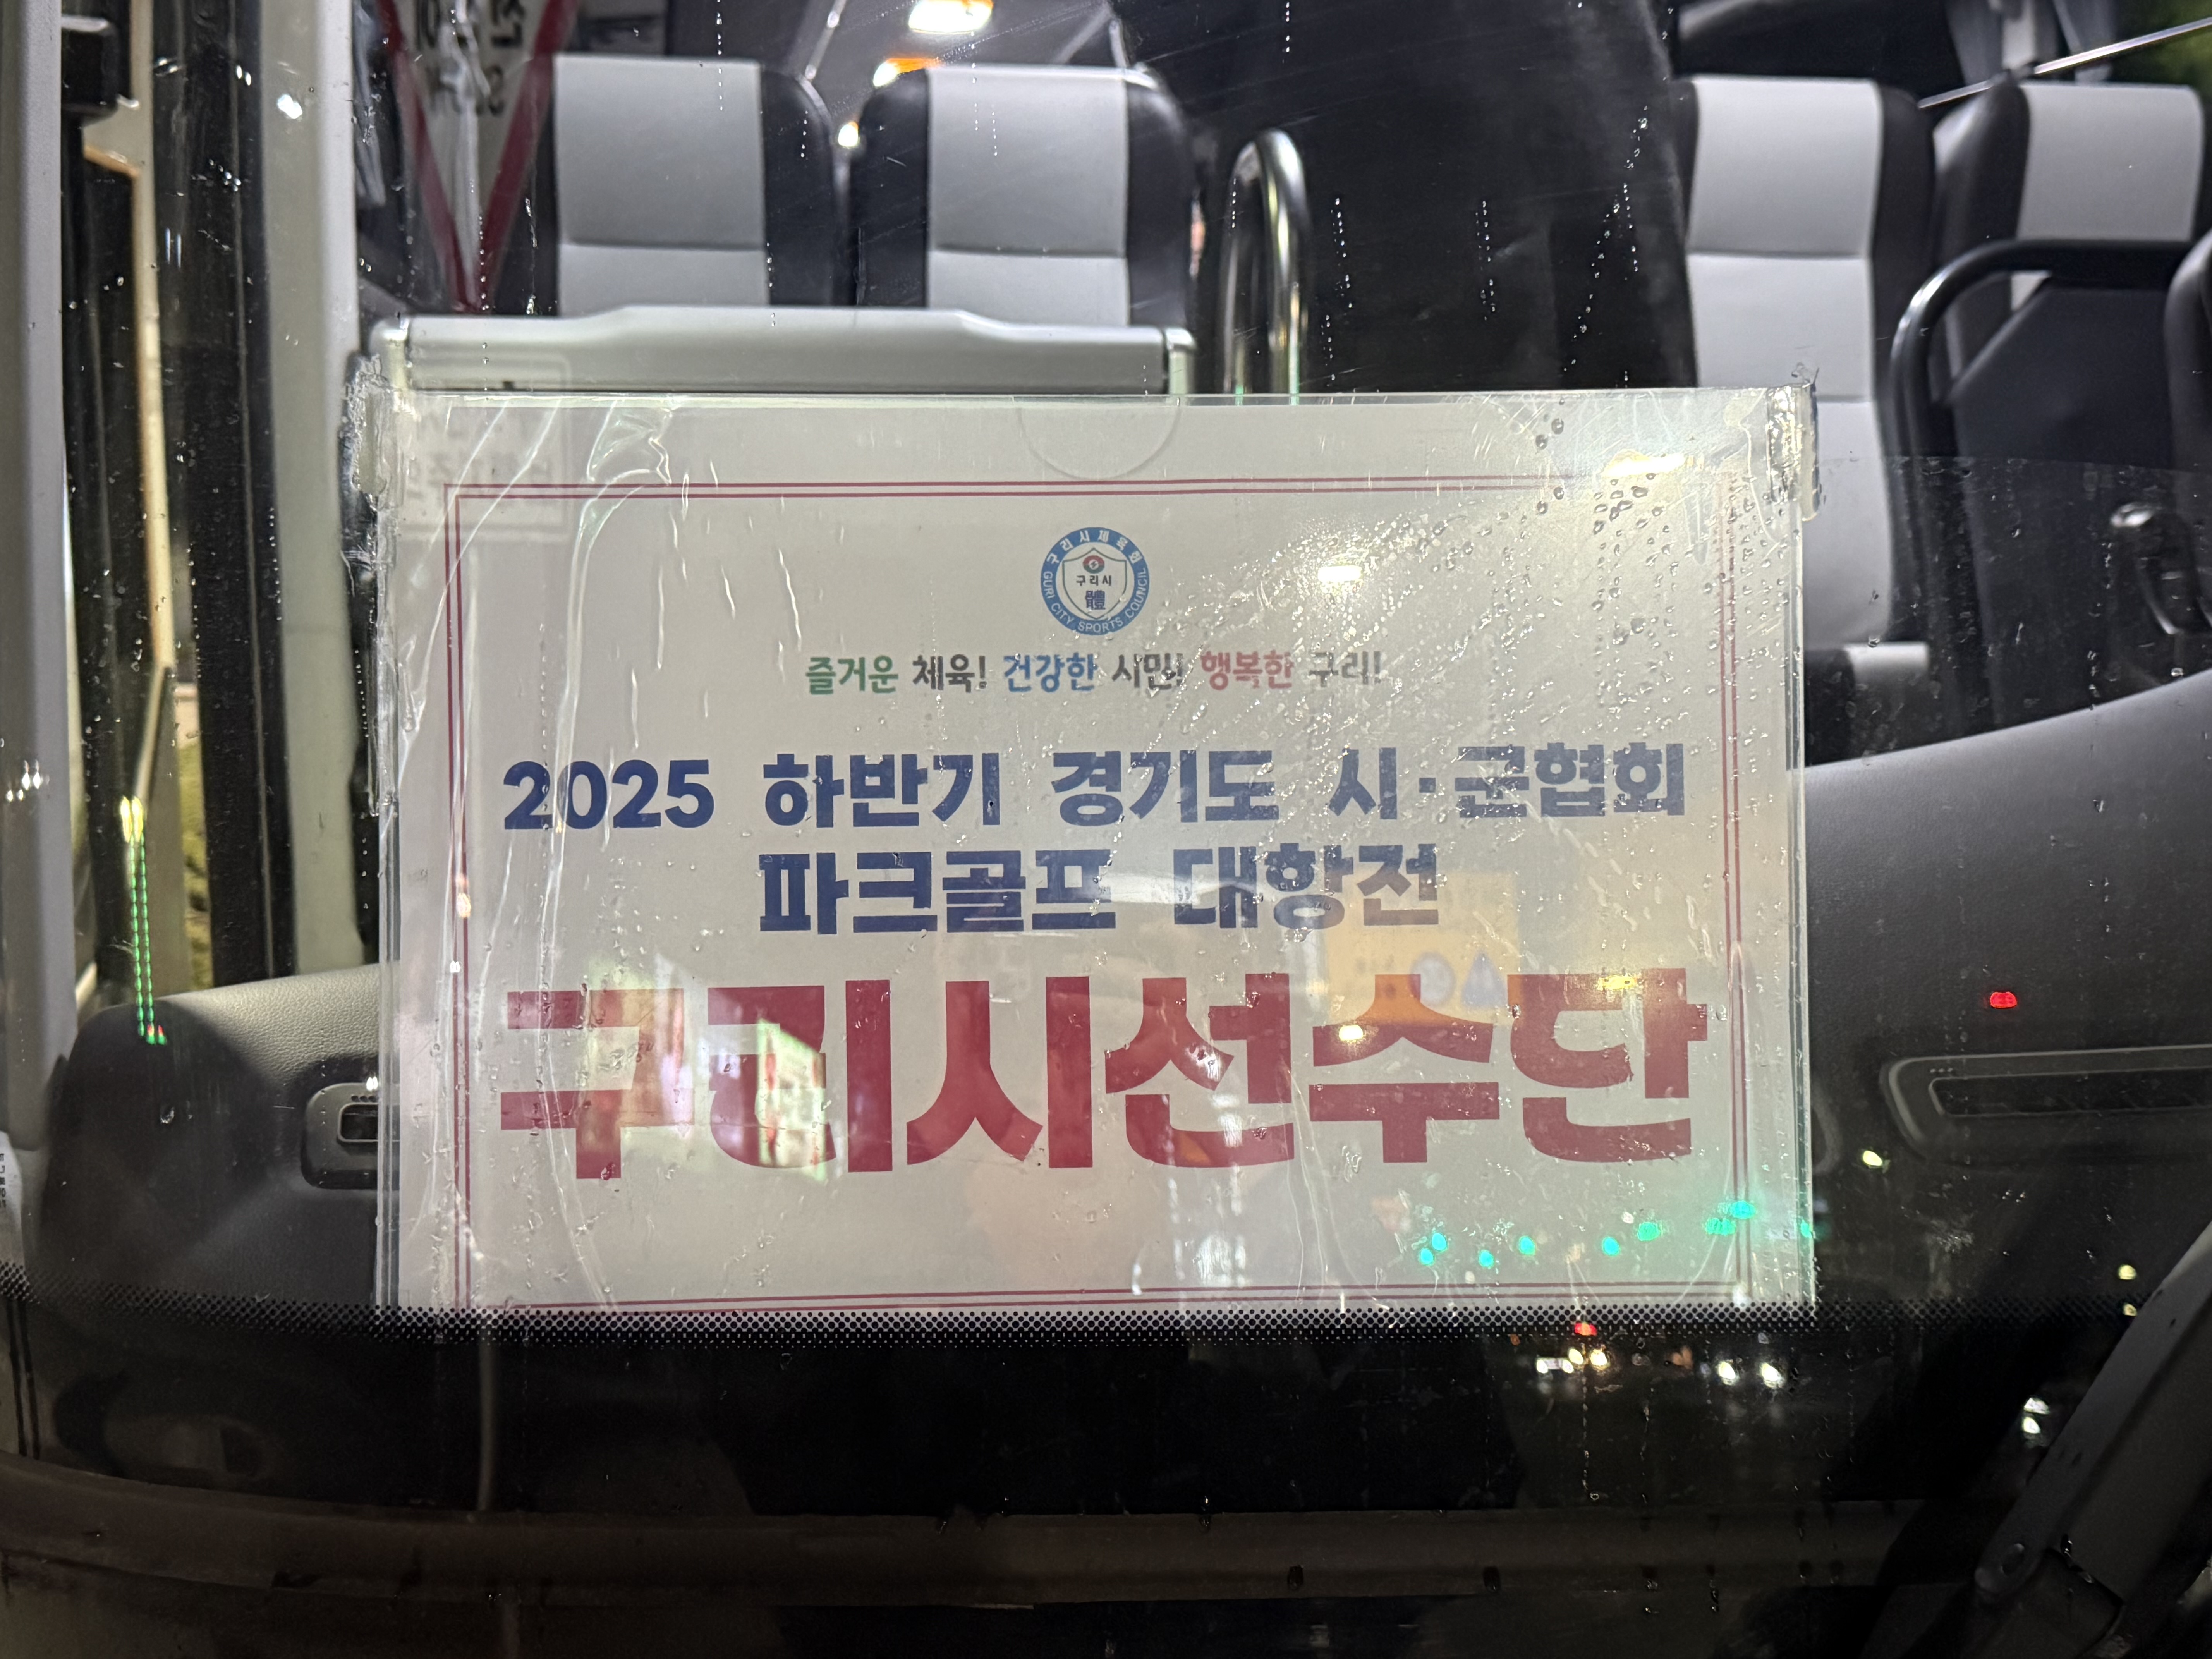 구리시체육회
구리시
體
GURI CITY SPORTS COUNCIL
즐거운 체육! 건강한 시민! 행복한 구리!
2025 하반기 경기도 시·군협회
파크골프 대항전
구리시선수단